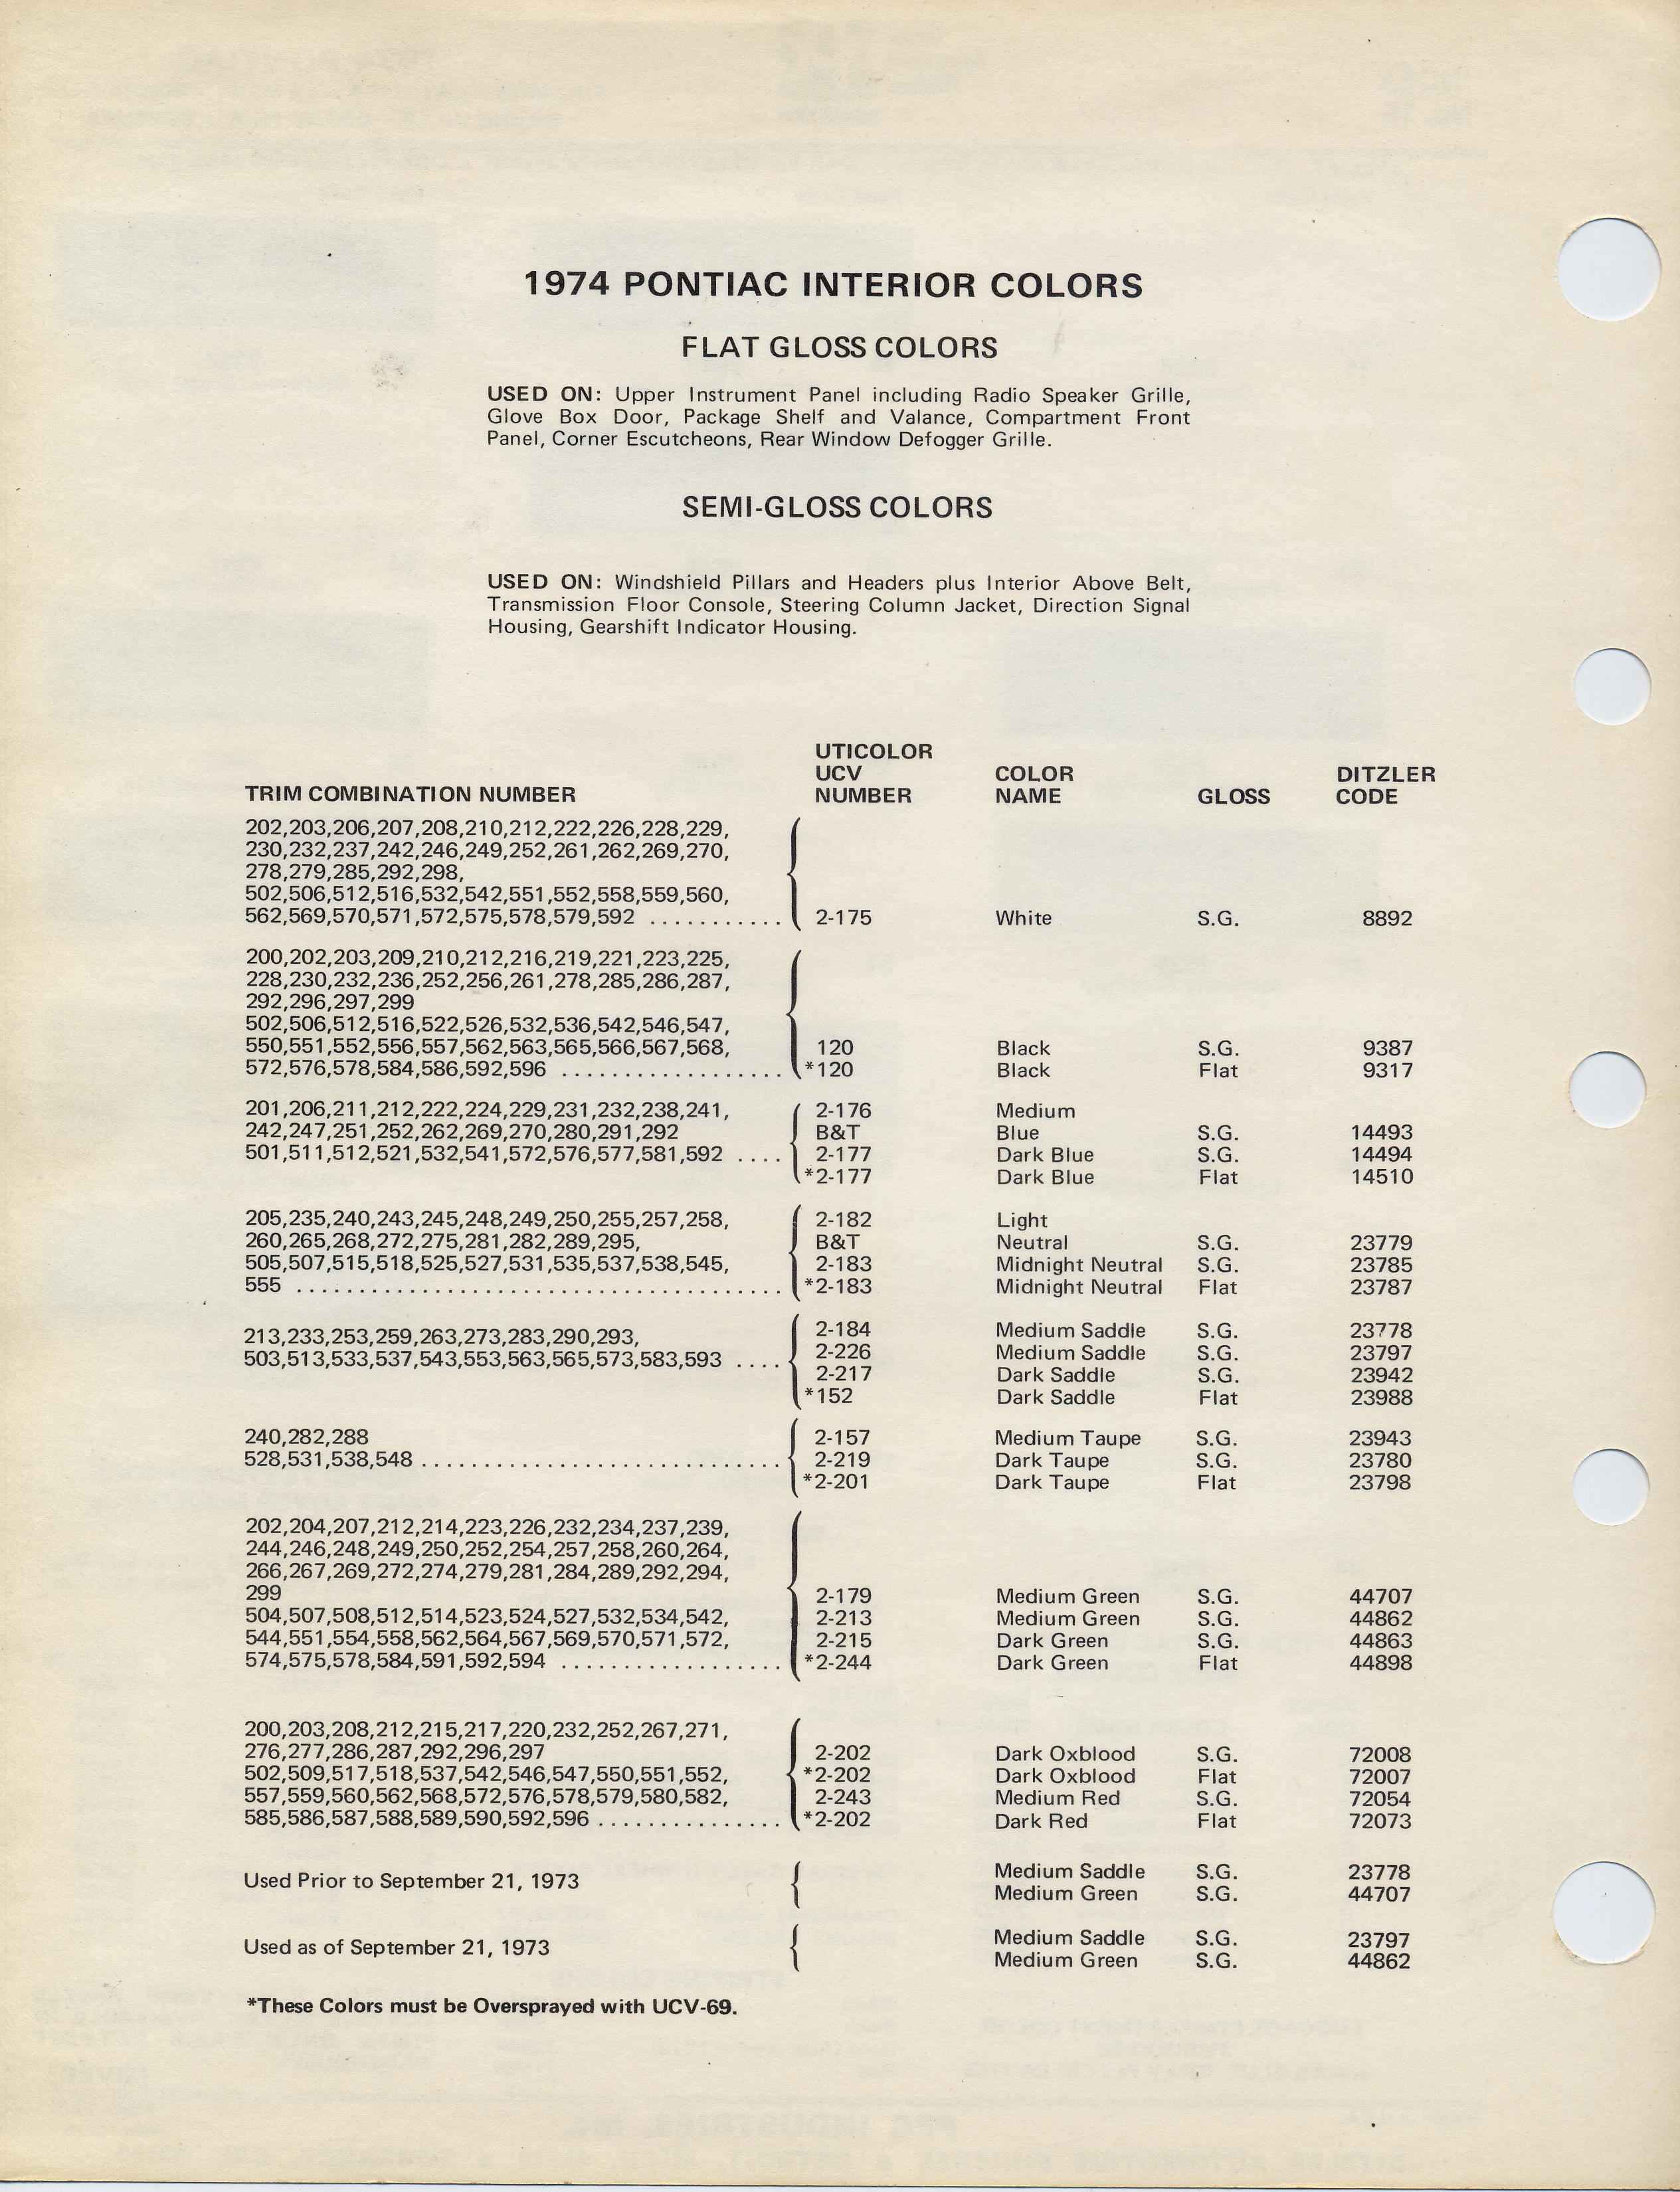 1974 PONTIAC INTERIOR COLORS
FLAT GLOSS COLORS
USED ON: Upper Instrument Panel including Radio Speaker Grille,
Glove Box Door, Package Shelf and Valance, Compartment Front
Panel, Corner Escutcheons, Rear Window Defogger Grille.
SEMI-GLOSS COLORS
USED ON: Windshield Pillars and Headers plus Interior Above Belt,
Transmission Floor Console, Steering Column Jacket, Direction Signal
Housing, Gearshift Indicator Housing.
UTICOLOR
UCV COLOR DITZLER
TRIM COMBINATION NUMBER NUMBER NAME GLOSS CODE
202,203,206,207,208,210,212,222,226,228,229,
230,232,237,242,246,249,252,261,262,269,270,
278,279,285,292,298,
502,506,512,516,532,542,551,552,558,559,560,
562,569,570,571,572,575,578,579,592 ........... 2-175 White S.G. 8892
200,202,203,209,210,212,216,219,221,223,225,
228,230,232,236,252,256,261,278,285,286,287,
292,296,297,299
502,506,512,516,522,526,532,536,542,546,547,
550,551,552,556,557,562,563,565,566,567,568, 120 Black S.G. 9387
572,576,578,584,586,592,596 .................. *120 Black Flat 9317
201,206,211,212,222,224,229,231,232,238,241, 2-176 Medium
242,247,251,252,262,269,270,280,291,292 B&T Blue S.G. 14493
501,511,512,521,532,541,572,576,577,581,592 .... 2-177 Dark Blue S.G. 14494
*2-177 Dark Blue Flat 14510
205,235,240,243,245,248,249,250,255,257,258, 2-182 Light
260,265,268,272,275,281,282,289,295, B&T Neutral S.G. 23779
505,507,515,518,525,527,531,535,537,538,545, 2-183 Midnight Neutral S.G. 23785
555 ....................................... *2-183 Midnight Neutral Flat 23787
2-184 Medium Saddle S.G. 23778
213,233,253,259,263,273,283,290,293, 2-226 Medium Saddle S.G. 23797
503,513,533,537,543,553,563,565,573,583,593 .... 2-217 Dark Saddle S.G. 23942
*152 Dark Saddle Flat 23988
240,282,288 2-157 Medium Taupe S.G. 23943
528,531,538,548 ............................. 2-219 Dark Taupe S.G. 23780
*2-201 Dark Taupe Flat 23798
202,204,207,212,214,223,226,232,234,237,239,
244,246,248,249,250,252,254,257,258,260,264,
266,267,269,272,274,279,281,284,289,292,294,
299 2-179 Medium Green S.G. 44707
504,507,508,512,514,523,524,527,532,534,542, 2-213 Medium Green S.G. 44862
544,551,554,558,562,564,567,569,570,571,572, 2-215 Dark Green S.G. 44863
574,575,578,584,591,592,594 .................. *2-244 Dark Green Flat 44898
200,203,208,212,215,217,220,232,252,267,271,
276,277,286,287,292,296,297 2-202 Dark Oxblood S.G. 72008
502,509,517,518,537,542,546,547,550,551,552, *2-202 Dark Oxblood Flat 72007
557,559,560,562,568,572,576,578,579,580,582, 2-243 Medium Red S.G. 72054
585,586,587,588,589,590,592,596 ............... *2-202 Dark Red Flat 72073
Used Prior to September 21, 1973 Medium Saddle S.G. 23778
Medium Green S.G. 44707
Used as of September 21, 1973 Medium Saddle S.G. 23797
Medium Green S.G. 44862
*These Colors must be Oversprayed with UCV-69.